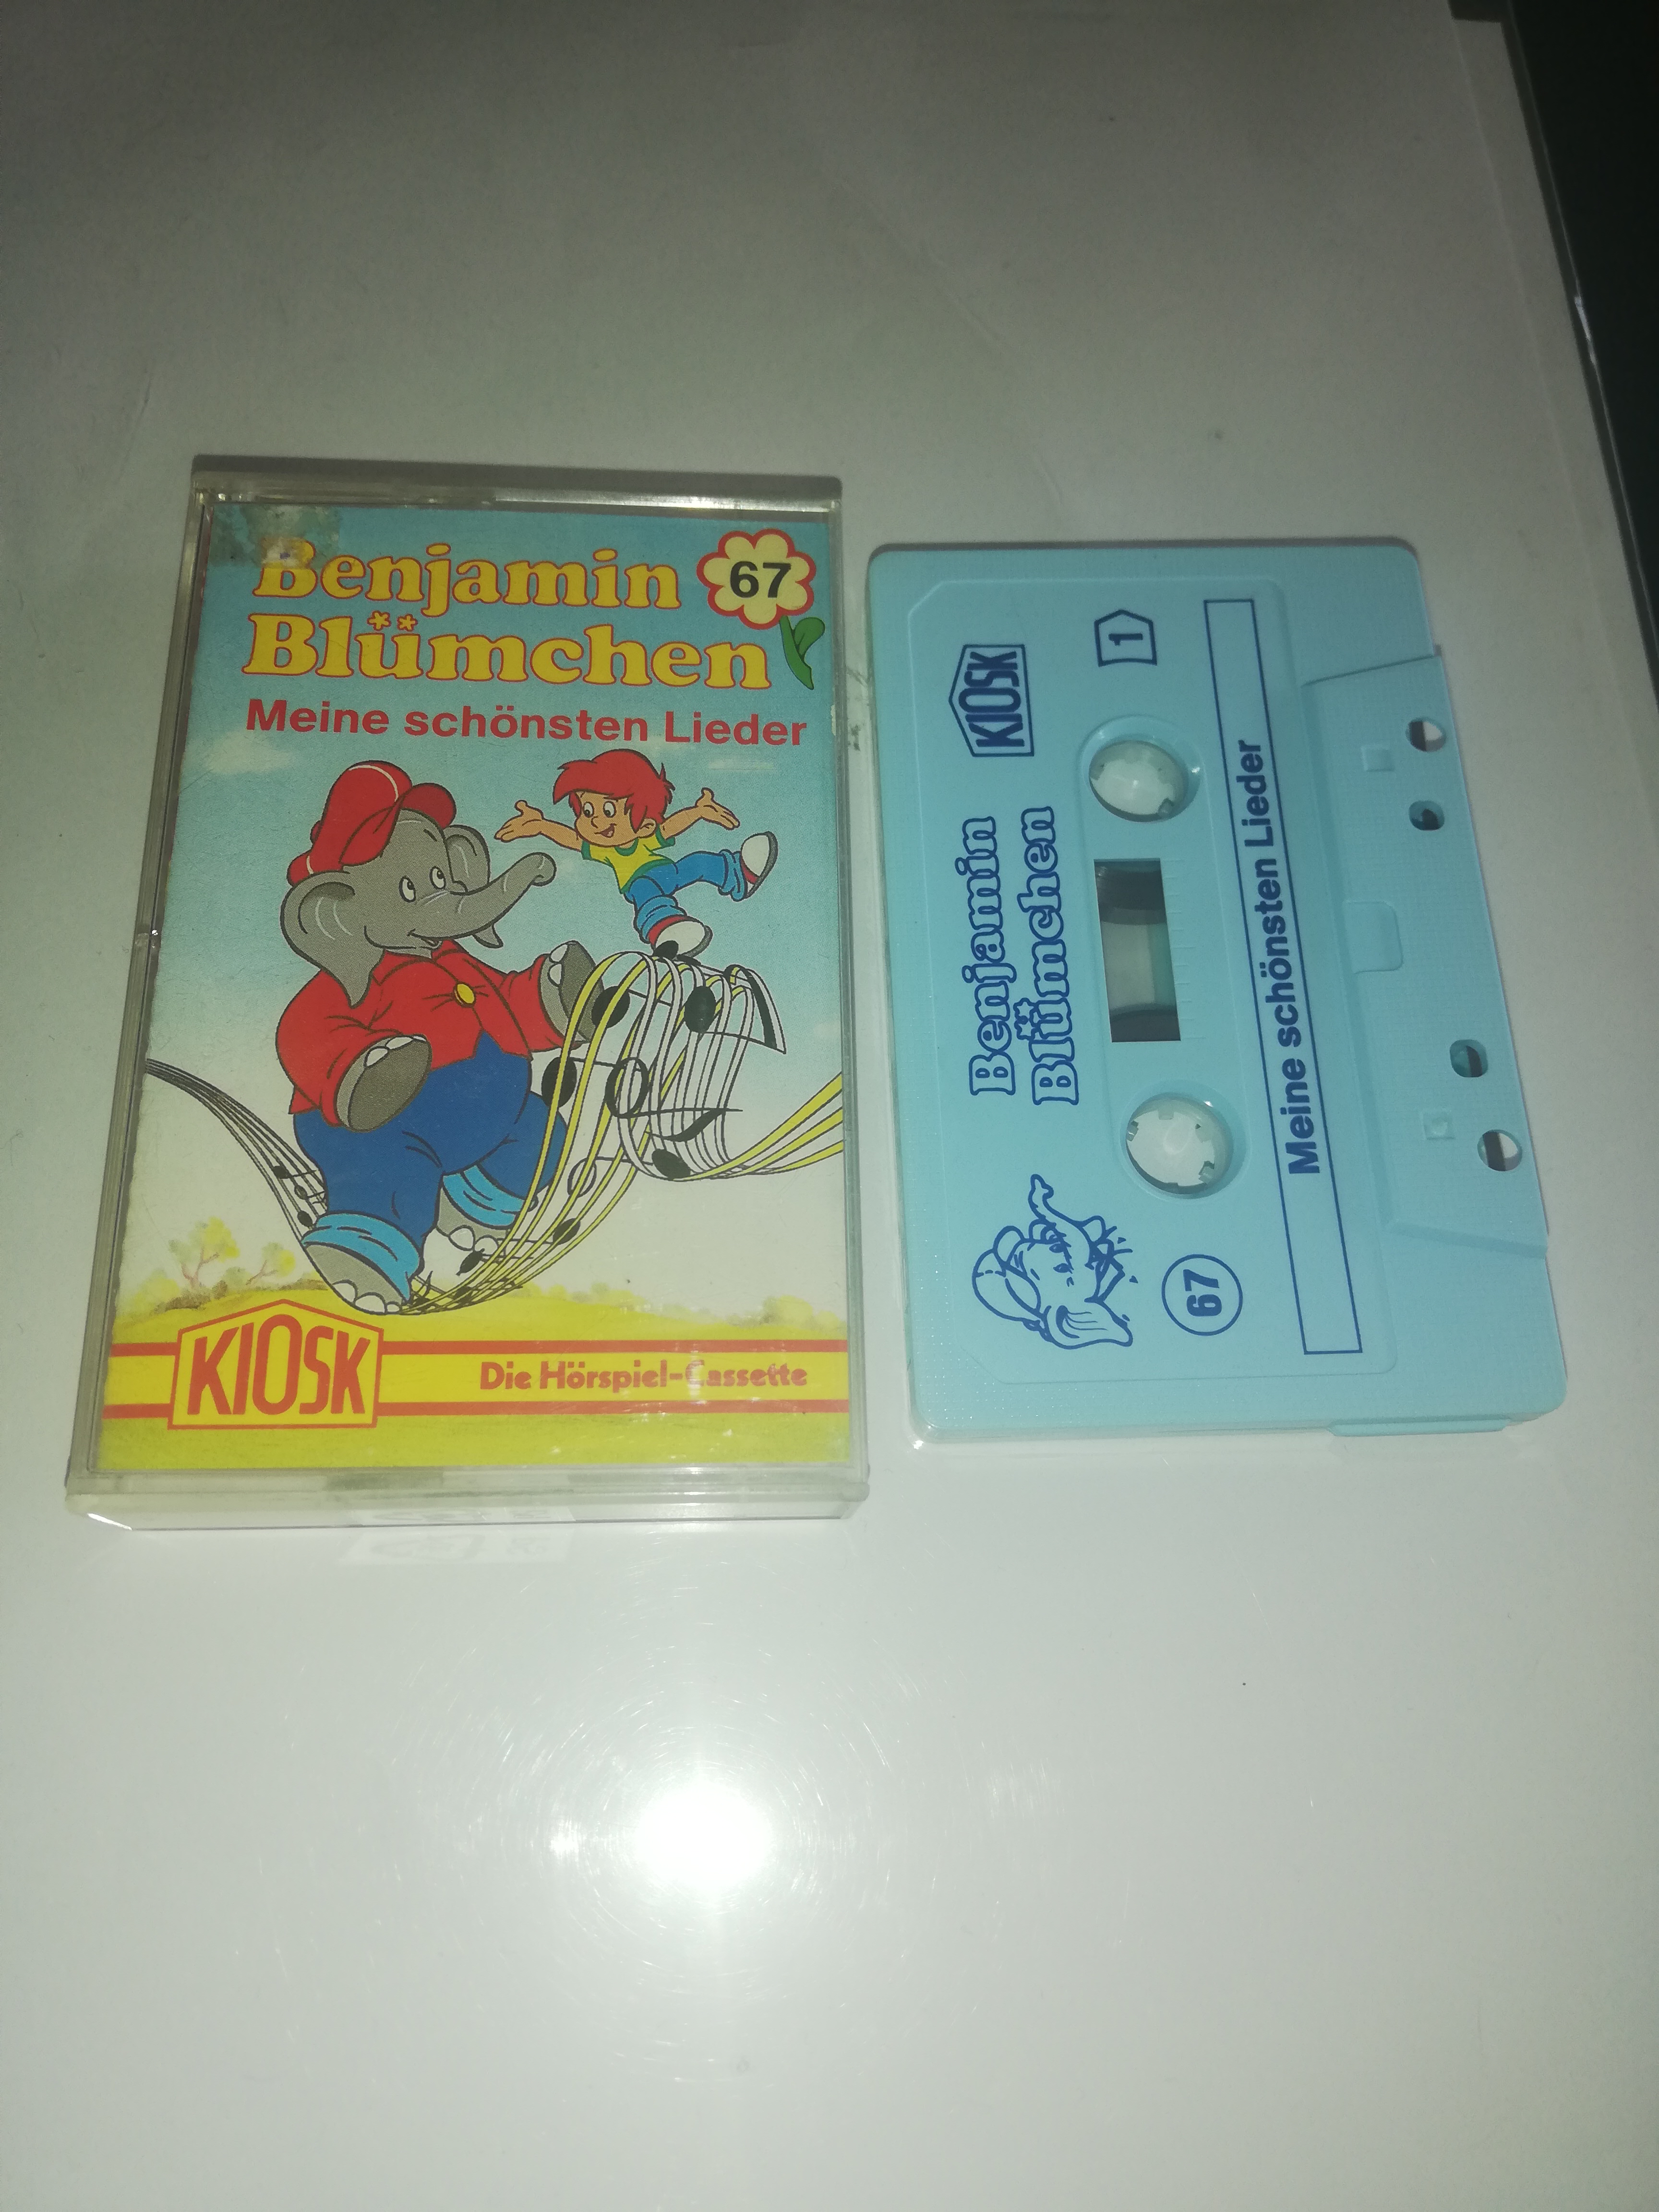 Benjamin
Blümchen
67
Meine schönsten Lieder
KIOSK
Die Hörspiel-Cassette
Benjamin
Blümchen
KIOSK
67
1
Meine schönsten Lieder